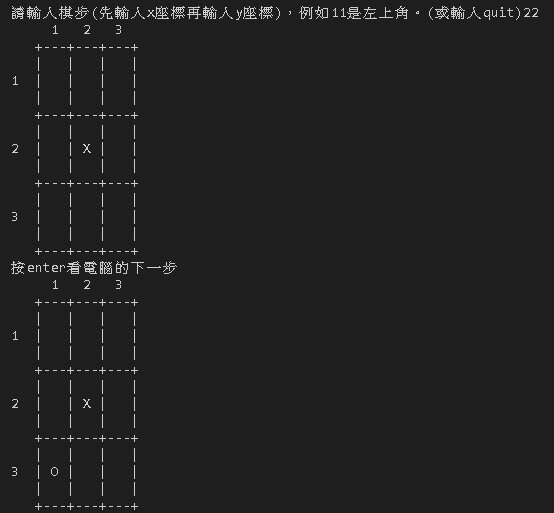 請輸入棋步(先輸入x座標再輸入y座標)，例如11是左上角。(或輸入quit)22
     1   2   3
   +---+---+---+
   |   |   |   |
1  |   |   |   |
   |   |   |   |
   +---+---+---+
   |   |   |   |
2  |   | X |   |
   |   |   |   |
   +---+---+---+
   |   |   |   |
3  |   |   |   |
   |   |   |   |
   +---+---+---+
按enter看電腦的下一步
     1   2   3
   +---+---+---+
   |   |   |   |
1  |   |   |   |
   |   |   |   |
   +---+---+---+
   |   |   |   |
2  |   | X |   |
   |   |   |   |
   +---+---+---+
   |   |   |   |
3  | O |   |   |
   |   |   |   |
   +---+---+---+